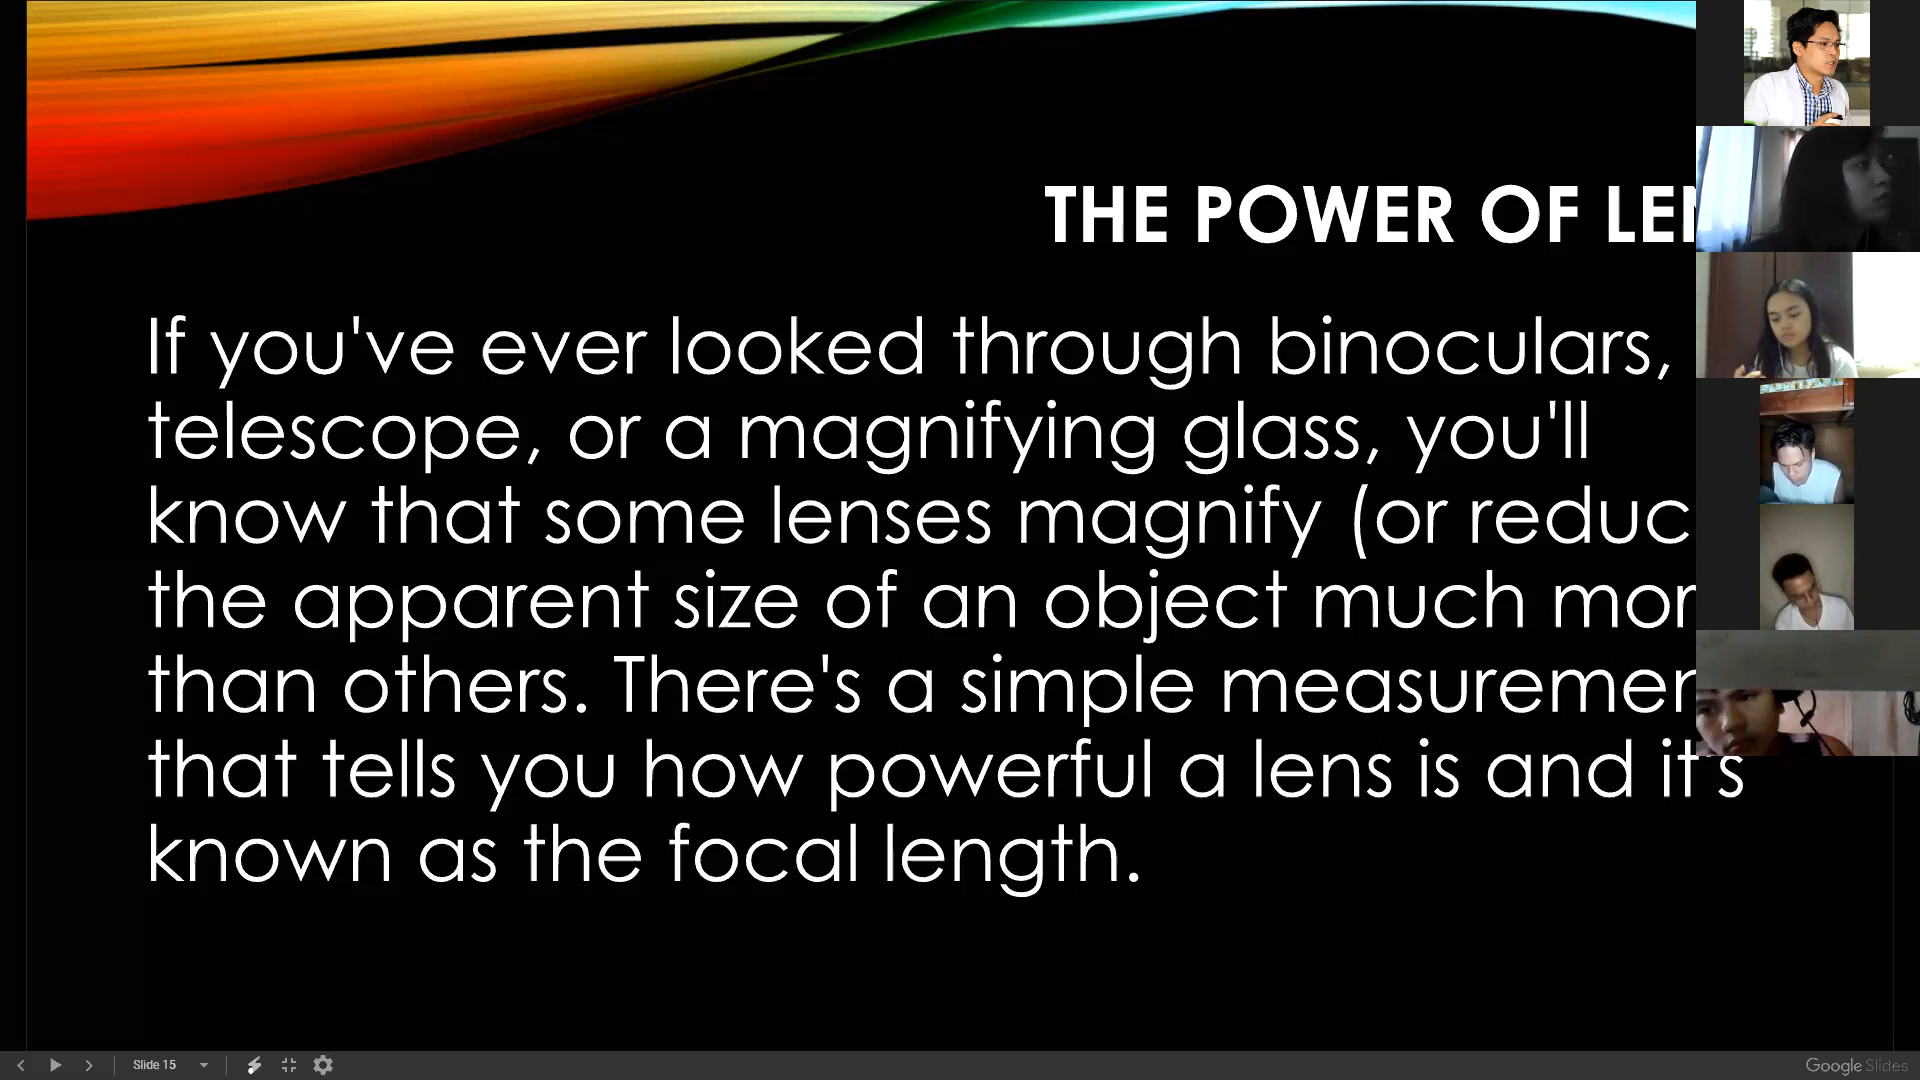 THE POWER OF LEN
If you've ever looked through binoculars,
telescope, or a magnifying glass, you'll
know that some lenses magnify (or reduc
the apparent size of an object much mor
than others. There's a simple measuremen
that tells you how powerful a lens is and it's
known as the focal length.
Slide 15
Google Slides